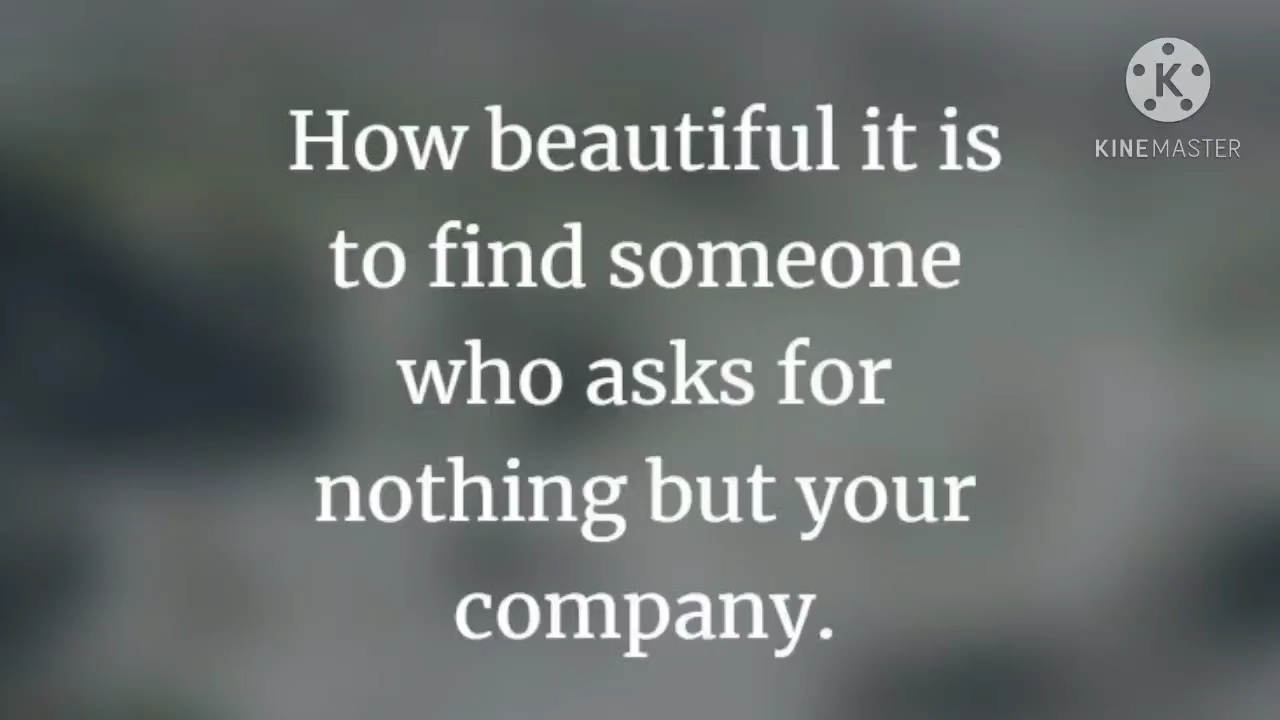 How beautiful it is
to find someone
who asks for
nothing but your
company.
K
KINEMASTER